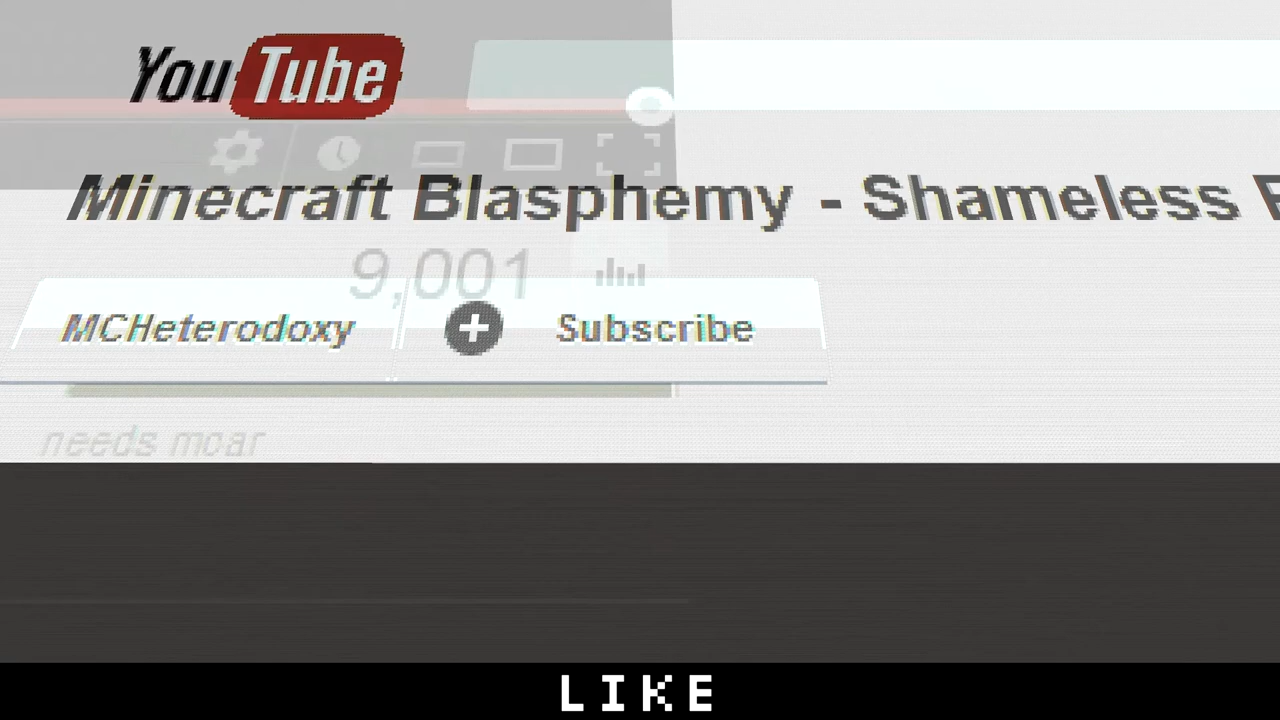 YouTube
Minecraft Blasphemy - Shameless
9,001
MCHeterodoxy
Subscribe
needs moar
LIKE